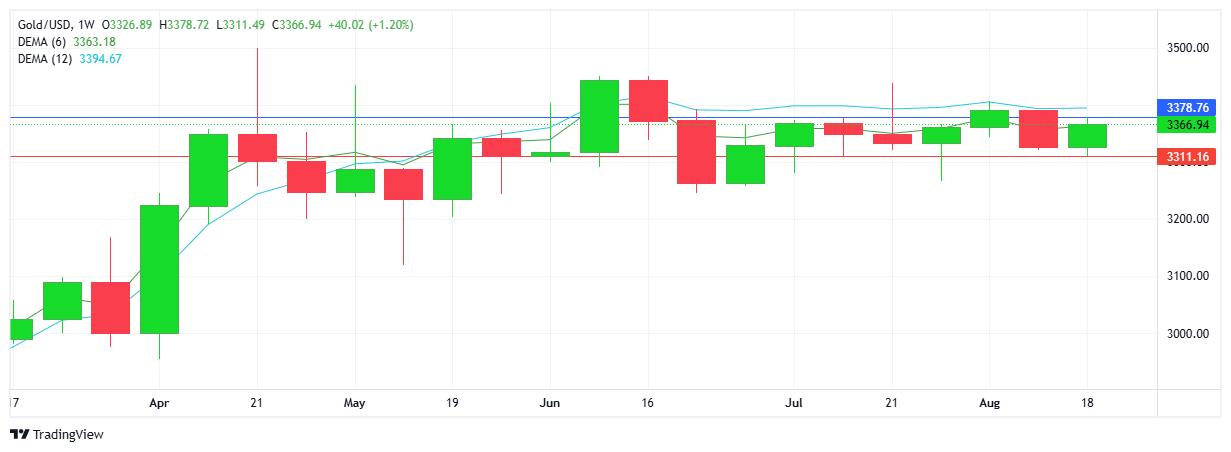 Gold/USD, 1W O3326.89 H3378.72 L3311.49 C3366.94 +40.02 (+1.20%)
DEMA (6) 3363.18
DEMA (12) 3394.67
3500.00
3378.76
3366.94
3311.16
3200.00
3100.00
3000.00
17 Apr 21 May 19 Jun 16 Jul 21 Aug 18
TradingView